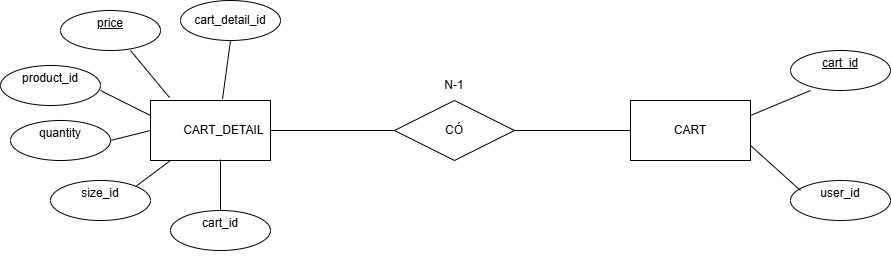 price
cart_detail_id
product_id
quantity
size_id
cart_id
CART_DETAIL
N-1
CÓ
CART
cart_id
user_id